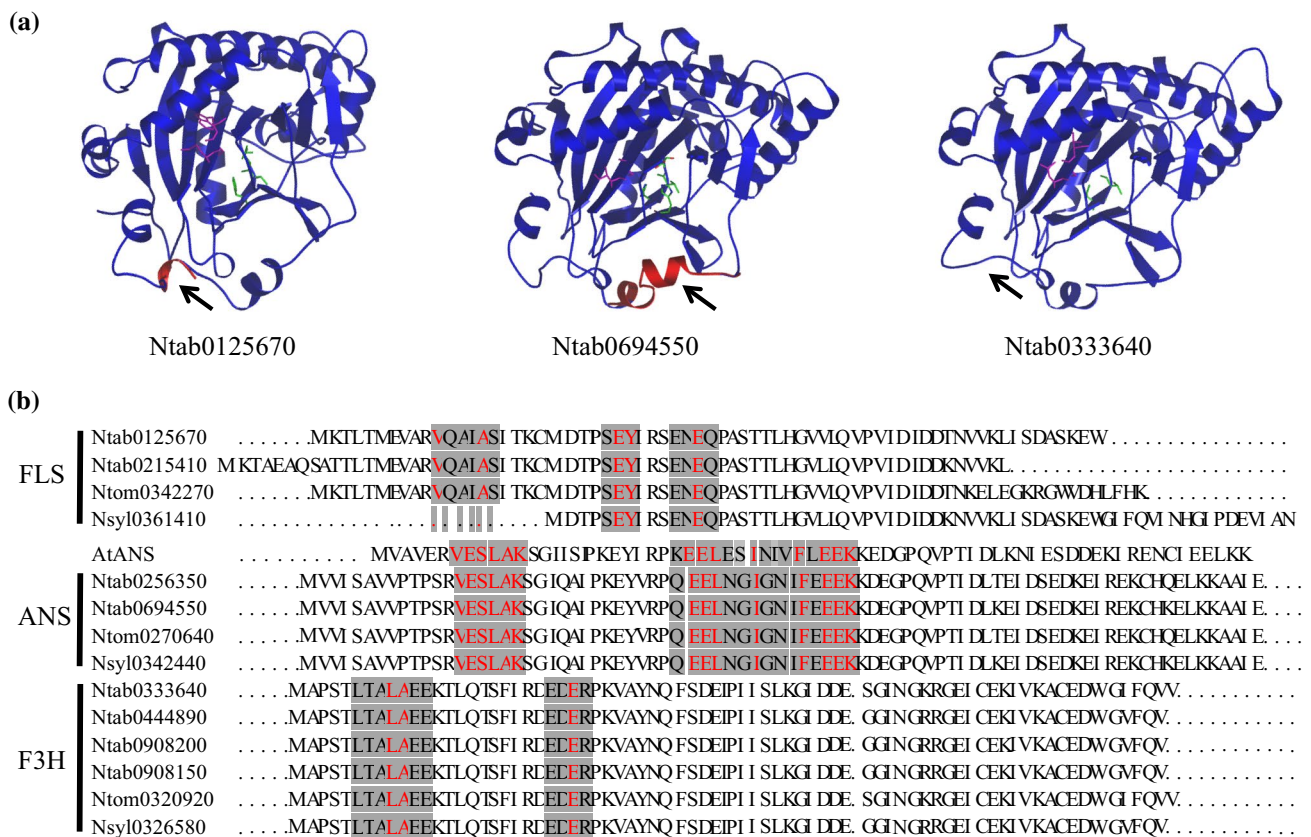 (a)
Ntab0125670 Ntab0694550 Ntab0333640
(b)
FLS
Ntab0125670 . . . . . . .MKTLTMEVARVQAIASITKCMDTPSEYIRSENEQPASTTLHGVVLQVPVIDIDDTNVVKLISDASKEW. . . . . . . . . . . . . . .
Ntab0215410 MKTAEAQSATTLTMEVARVQAIASITKCMDTPSEYIRSENEQPASTTLHGVLLQVPVIDIDDKNVVKL. . . . . . . . . . . . . . . . . . . . . . .
Ntom0342270 . . . . . . .MKTLTMEVARVQAIASITKCMDTPSEYIRSENEQPASTTLHGVVLQVPVIDIDDTNKELEGKRGWVDHLFHK. . . . . . . . . . .
Nsyl0361410 . . . . . . . . . . . . . . . . . . . . . . . . MDTPSEYIRSENEQPASTTLHGVVLQVPVIDIDDTNVVKLISDASKEWGIFQVINHGIPDEVIAN
ANS
AtANS . . . . . . . . . . MVAVERVESLAKSGIISIPKEYIRPKEELESINIVFLEEKKEDGPQVPTIDLKNIESDDEKIRENCIEELKK
Ntab0256350 . . . . . MVVISAVVPTPSRVESLAKSGIQAIPKEYVRPQEELNGIGNIFEEEKKDEGPQVPTIDLTEIDSEDKEIREKCHQELKKAAIE. . . .
Ntab0694550 . . . . . MVVISAVVPTPSRVESLAKSGIQAIPKEYVRPQEELNGIGNIFEEEKKDEGPQVPTIDLKEIDSEDKEIREKCHKELKKAAIE. . . .
Ntom0270640 . . . . . MVVISAVVPTPSRVESLAKSGIQAIPKEYVRPQEELNGIGNIFEEEKKDEGPQVPTIDLTEIDSEDKEIREKCHQELKKAAIE. . . .
Nsyl0342440 . . . . . MVVISAVVPTPSRVESLAKSGIQAIPKEYVRPQEELNGIGNIFEEEKKDEGPQVPTIDLKEIDSEDKEIREKCHKELKKAAIE. . . .
F3H
Ntab0333640 . . . . MAPSTLTALAEEKTLQTSFIRDEDERPKVAYNQFSDEIPIISLKGIDDE. SGINGKRGEICEKIVKACEDWGIFQVV. . . . . . . . .
Ntab0444890 . . . . MAPSTLTALAEEKTLQTSFIRDEDERPKVAYNQFSDEIPIISLKGIDDE. GGINGRRGEICEKIVKACEDWGVFQV. . . . . . . . . .
Ntab0908200 . . . . MAPSTLTALAEEKTLQTSFIRDEDERPKVAYNQFSDEIPIISLKGIDDE. GGINGRRGEICEKIVKACEDWGVFQV. . . . . . . . . .
Ntab0908150 . . . . MAPSTLTALAEEKTLQTSFIRDEDERPKVAYNQFSDEIPIISLKGIDDE. GGINGRRGEICEKIVKACEDWGVFQV. . . . . . . . . .
Ntom0320920 . . . . MAPSTLTALAEEKTLQTSFIRDEDERPKVAYNQFSDEIPIISLKGIDDE. SGINGKRGEICEKIVKACEDWGIFQVV. . . . . . . . .
Nsyl0326580 . . . . MAPSTLTALAEEKTLQTSFIRDEDERPKVAYNQFSDEIPIISLKGIDDE. GGINGRRGEICEKIVKACEDWGVFQV. . . . . . . . . .